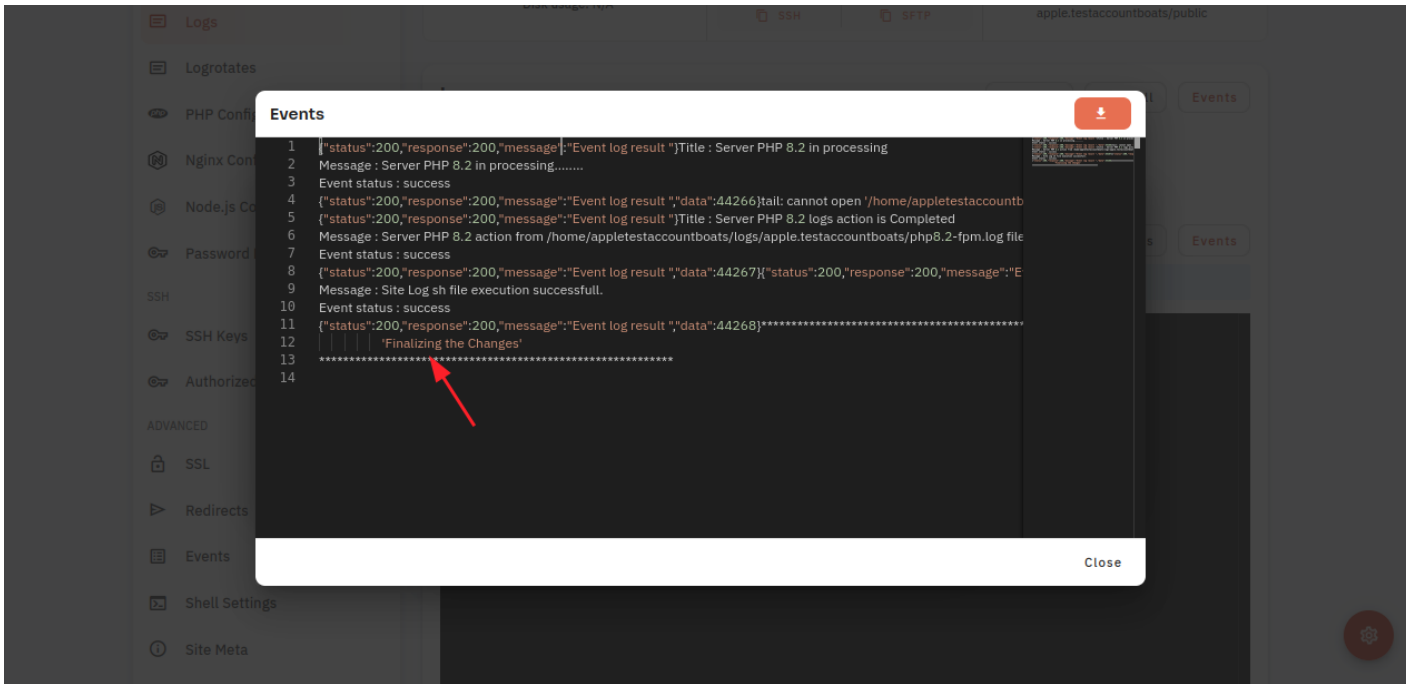 Disk usage: N/A
SSH
SFTP
apple.testaccountboats/public
Logs
Logrotates
PHP Config
Events
Nginx Con
Node.js Co
Password
Events
SSH
SSH Keys
Authorized
ADVANCED
SSL
Redirects
Events
Shell Settings
Site Meta
Events
1 {"status":200,"response":200,"message":"Event log result "}Title : Server PHP 8.2 in processing
2 Message : Server PHP 8.2 in processing........
3 Event status : success
4 {"status":200,"response":200,"message":"Event log result ","data":44266}tail: cannot open '/home/appletestaccountb
5 {"status":200,"response":200,"message":"Event log result "}Title : Server PHP 8.2 logs action is Completed
6 Message : Server PHP 8.2 action from /home/appletestaccountboats/logs/apple.testaccountboats/php8.2-fpm.log file
7 Event status : success
8 {"status":200,"response":200,"message":"Event log result ","data":44267}{"status":200,"response":200,"message":"E
9 Message : Site Log sh file execution successfull.
10 Event status : success
11 {"status":200,"response":200,"message":"Event log result ","data":44268}********************************************
12 'Finalizing the Changes'
13 ***********************************************************
14
Close